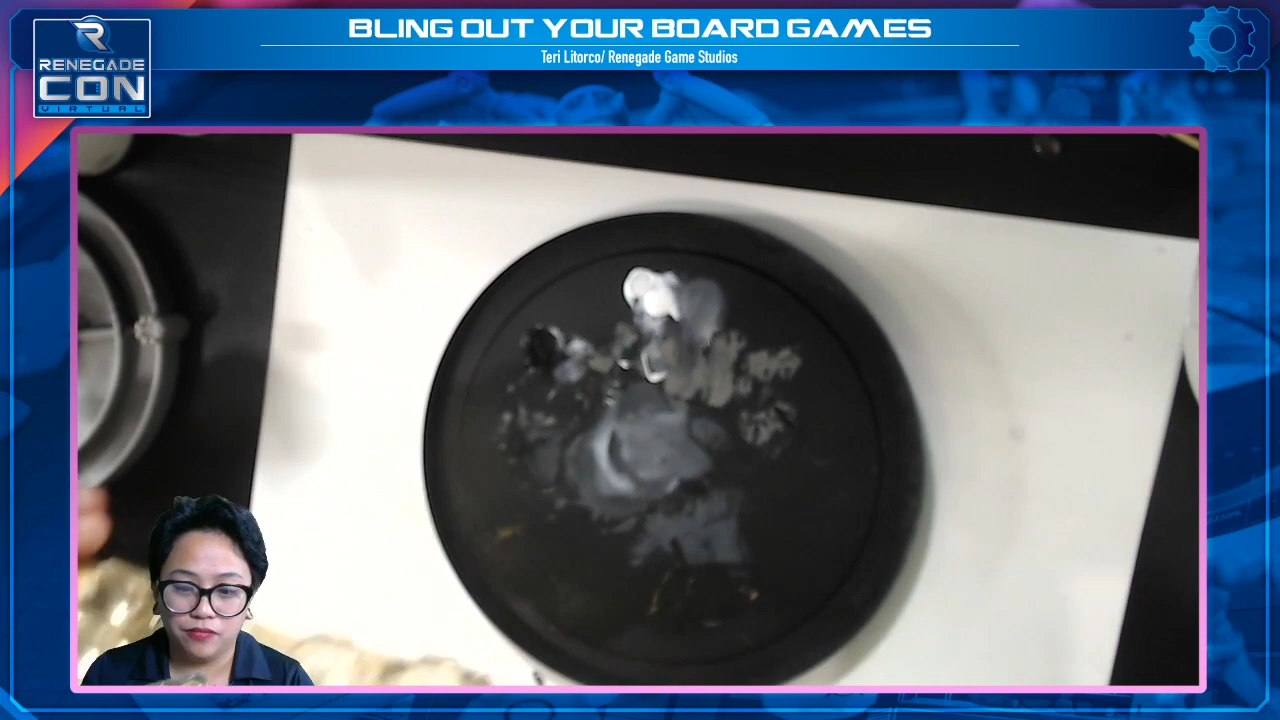 BLING OUT YOUR BOARD GAMES
Teri Litorco/ Renegade Game Studios
RENEGADE
CON
VIRTUAL